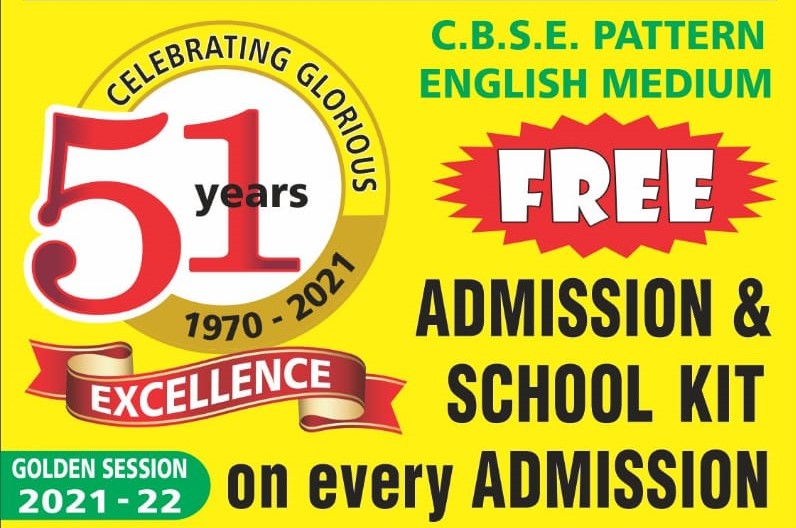 CELEBRATING GLORIOUS
51
years
1970 - 2021
EXCELLENCE
GOLDEN SESSION
2021 - 22
C.B.S.E. PATTERN
ENGLISH MEDIUM
FREE
ADMISSION &
SCHOOL KIT
on every ADMISSION